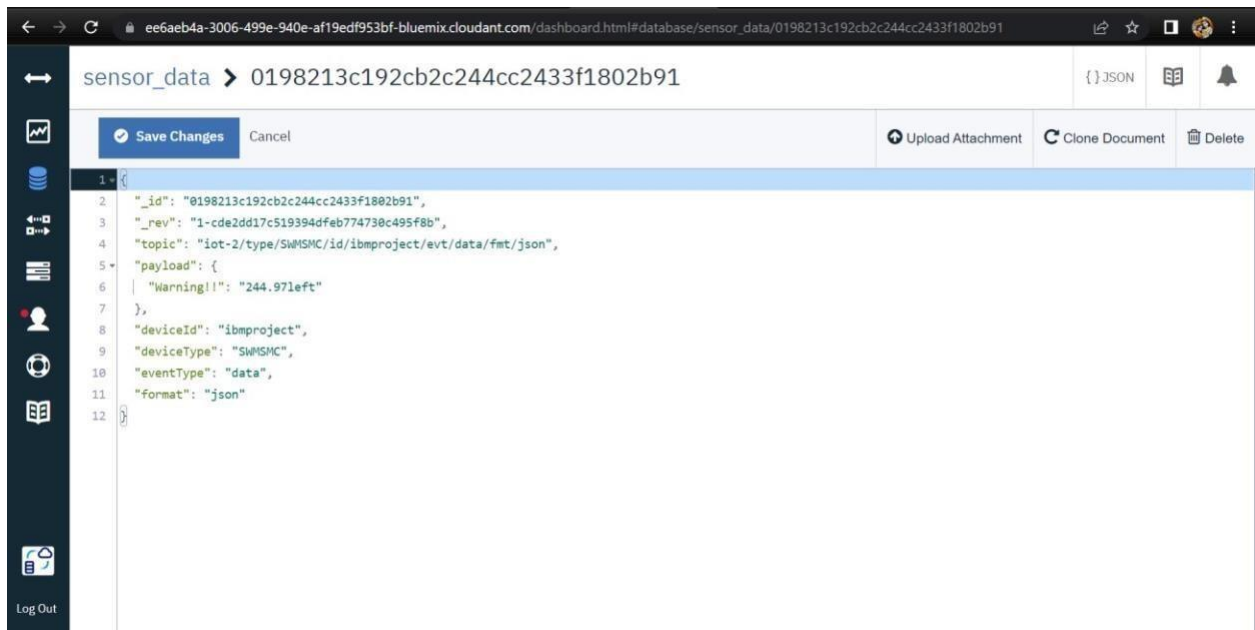 ee6aeb4a-3006-499e-940e-af19edf953bf-bluemix.cloudant.com/dashboard.html#database/sensor_data/0198213c192cb2c244cc2433f1802b91
sensor_data > 0198213c192cb2c244cc2433f1802b91
{ } JSON
Save Changes Cancel Upload Attachment Clone Document Delete
1 {
2 "_id": "0198213c192cb2c244cc2433f1802b91",
3 "_rev": "1-cde2dd17c519394dfeb774730c495f8b",
4 "topic": "iot-2/type/SWMSMC/id/ibmproject/evt/data/fmt/json",
5 "payload": {
6 "Warning!!": "244.97left"
7 },
8 "deviceId": "ibmproject",
9 "deviceType": "SWMSMC",
10 "eventType": "data",
11 "format": "json"
12 }
Log Out